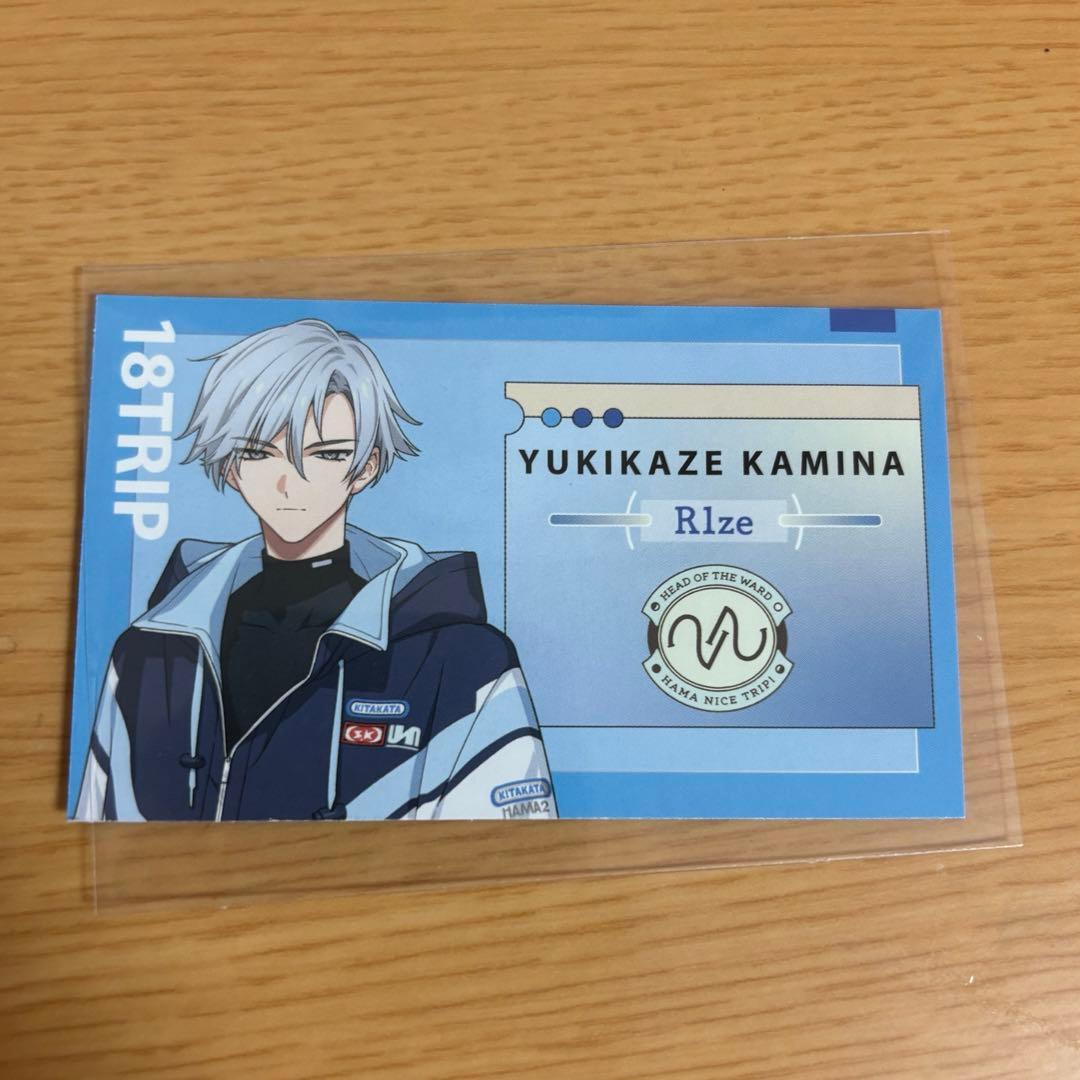 18TRIP
YUKIKAZE KAMINA
R1ze
HEAD OF THE WARD
HAMA NICE TRIP!
KITAKATA
S.K
KITAKATA
HAMA2